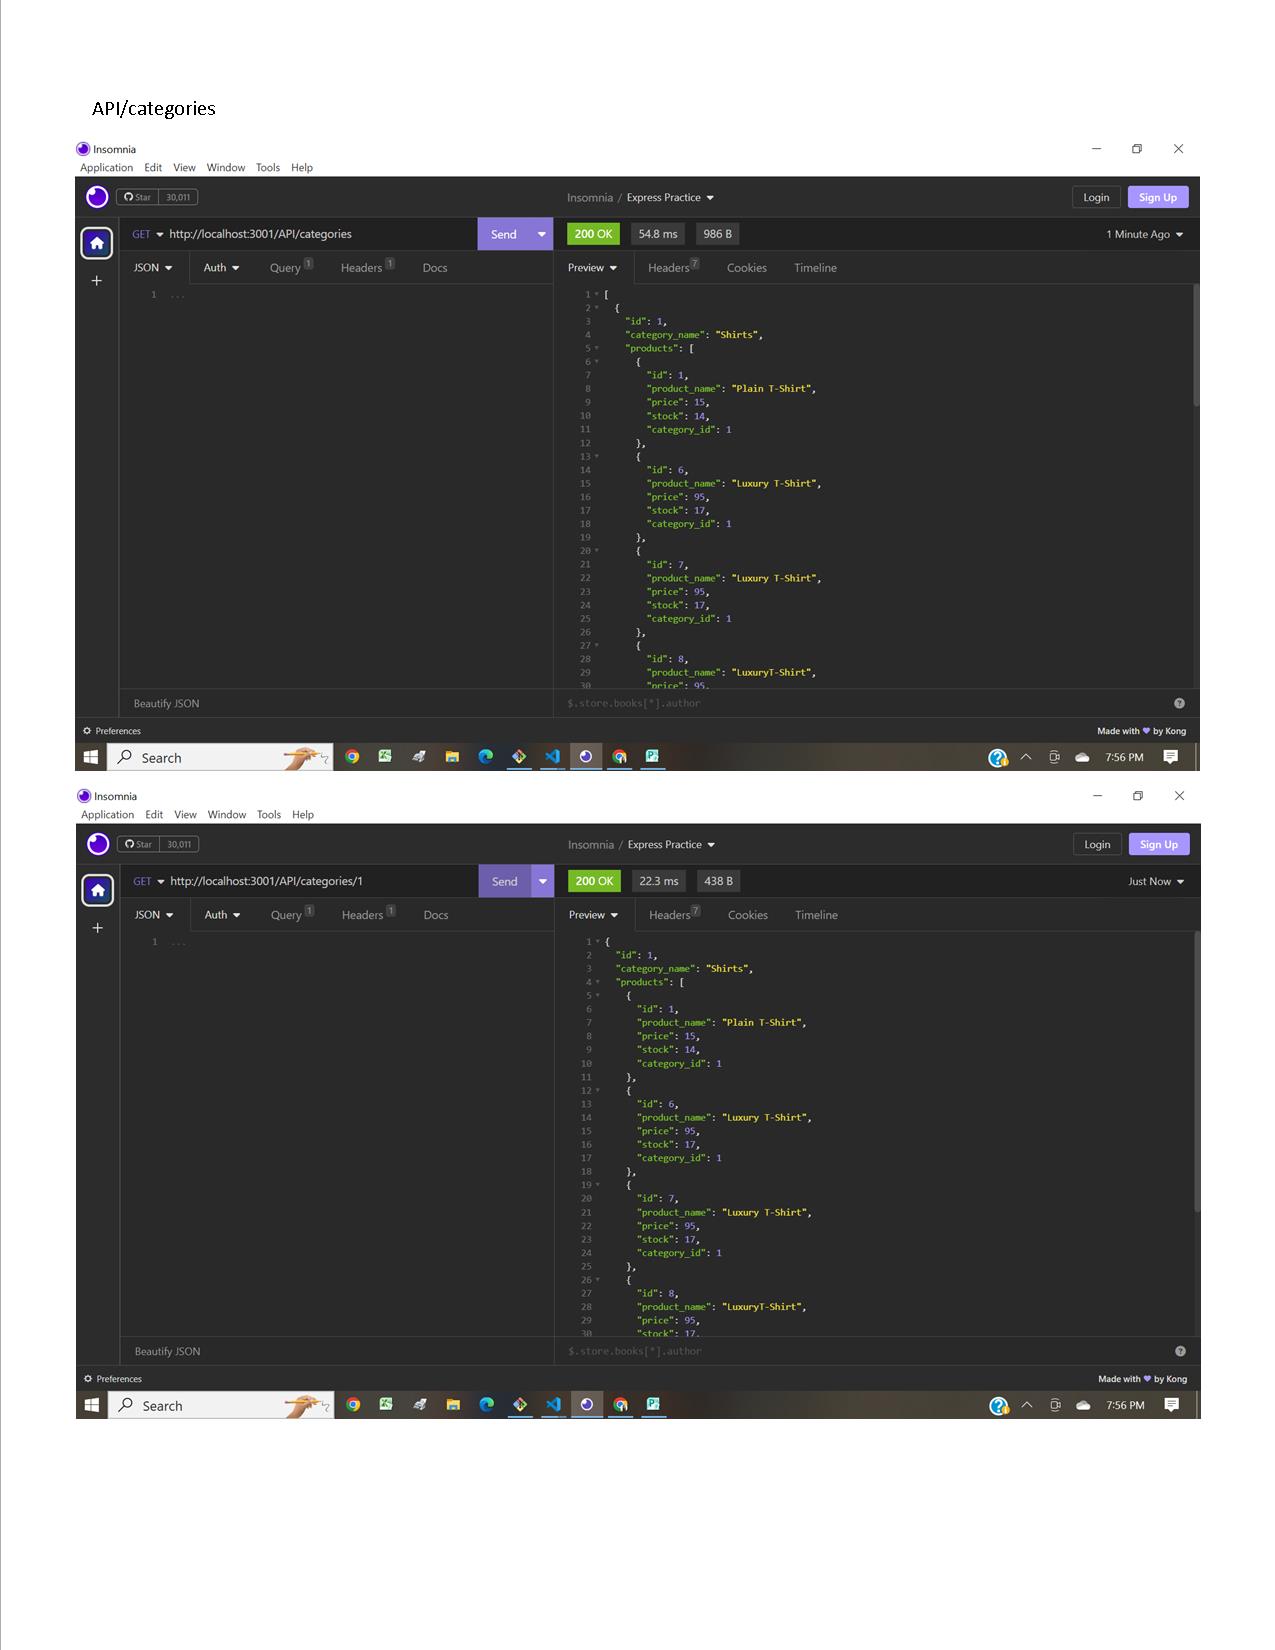 API/categories
Insomnia
Application Edit View Window Tools Help
Star 30,011 Insomnia / Express Practice Login Sign Up
GET http://localhost:3001/API/categories Send 200 OK 54.8 ms 986 B 1 Minute Ago
JSON Auth Query 1 Headers 1 Docs Preview Headers 7 Cookies Timeline
1 ...
1 [
2 {
3 "id": 1,
4 "category_name": "Shirts",
5 "products": [
6 {
7 "id": 1,
8 "product_name": "Plain T-Shirt",
9 "price": 15,
10 "stock": 14,
11 "category_id": 1
12 },
13 {
14 "id": 6,
15 "product_name": "Luxury T-Shirt",
16 "price": 95,
17 "stock": 17,
18 "category_id": 1
19 },
20 {
21 "id": 7,
22 "product_name": "Luxury T-Shirt",
23 "price": 95,
24 "stock": 17,
25 "category_id": 1
26 },
27 {
28 "id": 8,
29 "product_name": "LuxuryT-Shirt",
30 "price": 95,
Beautify JSON $.store.books[*].author
Preferences Made with by Kong
Search 7:56 PM
Insomnia
Application Edit View Window Tools Help
Star 30,011 Insomnia / Express Practice Login Sign Up
GET http://localhost:3001/API/categories/1 Send 200 OK 22.3 ms 438 B Just Now
JSON Auth Query 1 Headers 1 Docs Preview Headers 7 Cookies Timeline
1 ...
1 {
2 "id": 1,
3 "category_name": "Shirts",
4 "products": [
5 {
6 "id": 1,
7 "product_name": "Plain T-Shirt",
8 "price": 15,
9 "stock": 14,
10 "category_id": 1
11 },
12 {
13 "id": 6,
14 "product_name": "Luxury T-Shirt",
15 "price": 95,
16 "stock": 17,
17 "category_id": 1
18 },
19 {
20 "id": 7,
21 "product_name": "Luxury T-Shirt",
22 "price": 95,
23 "stock": 17,
24 "category_id": 1
25 },
26 {
27 "id": 8,
28 "product_name": "LuxuryT-Shirt",
29 "price": 95,
30 "stock": 17,
Beautify JSON $.store.books[*].author
Preferences Made with by Kong
Search 7:56 PM